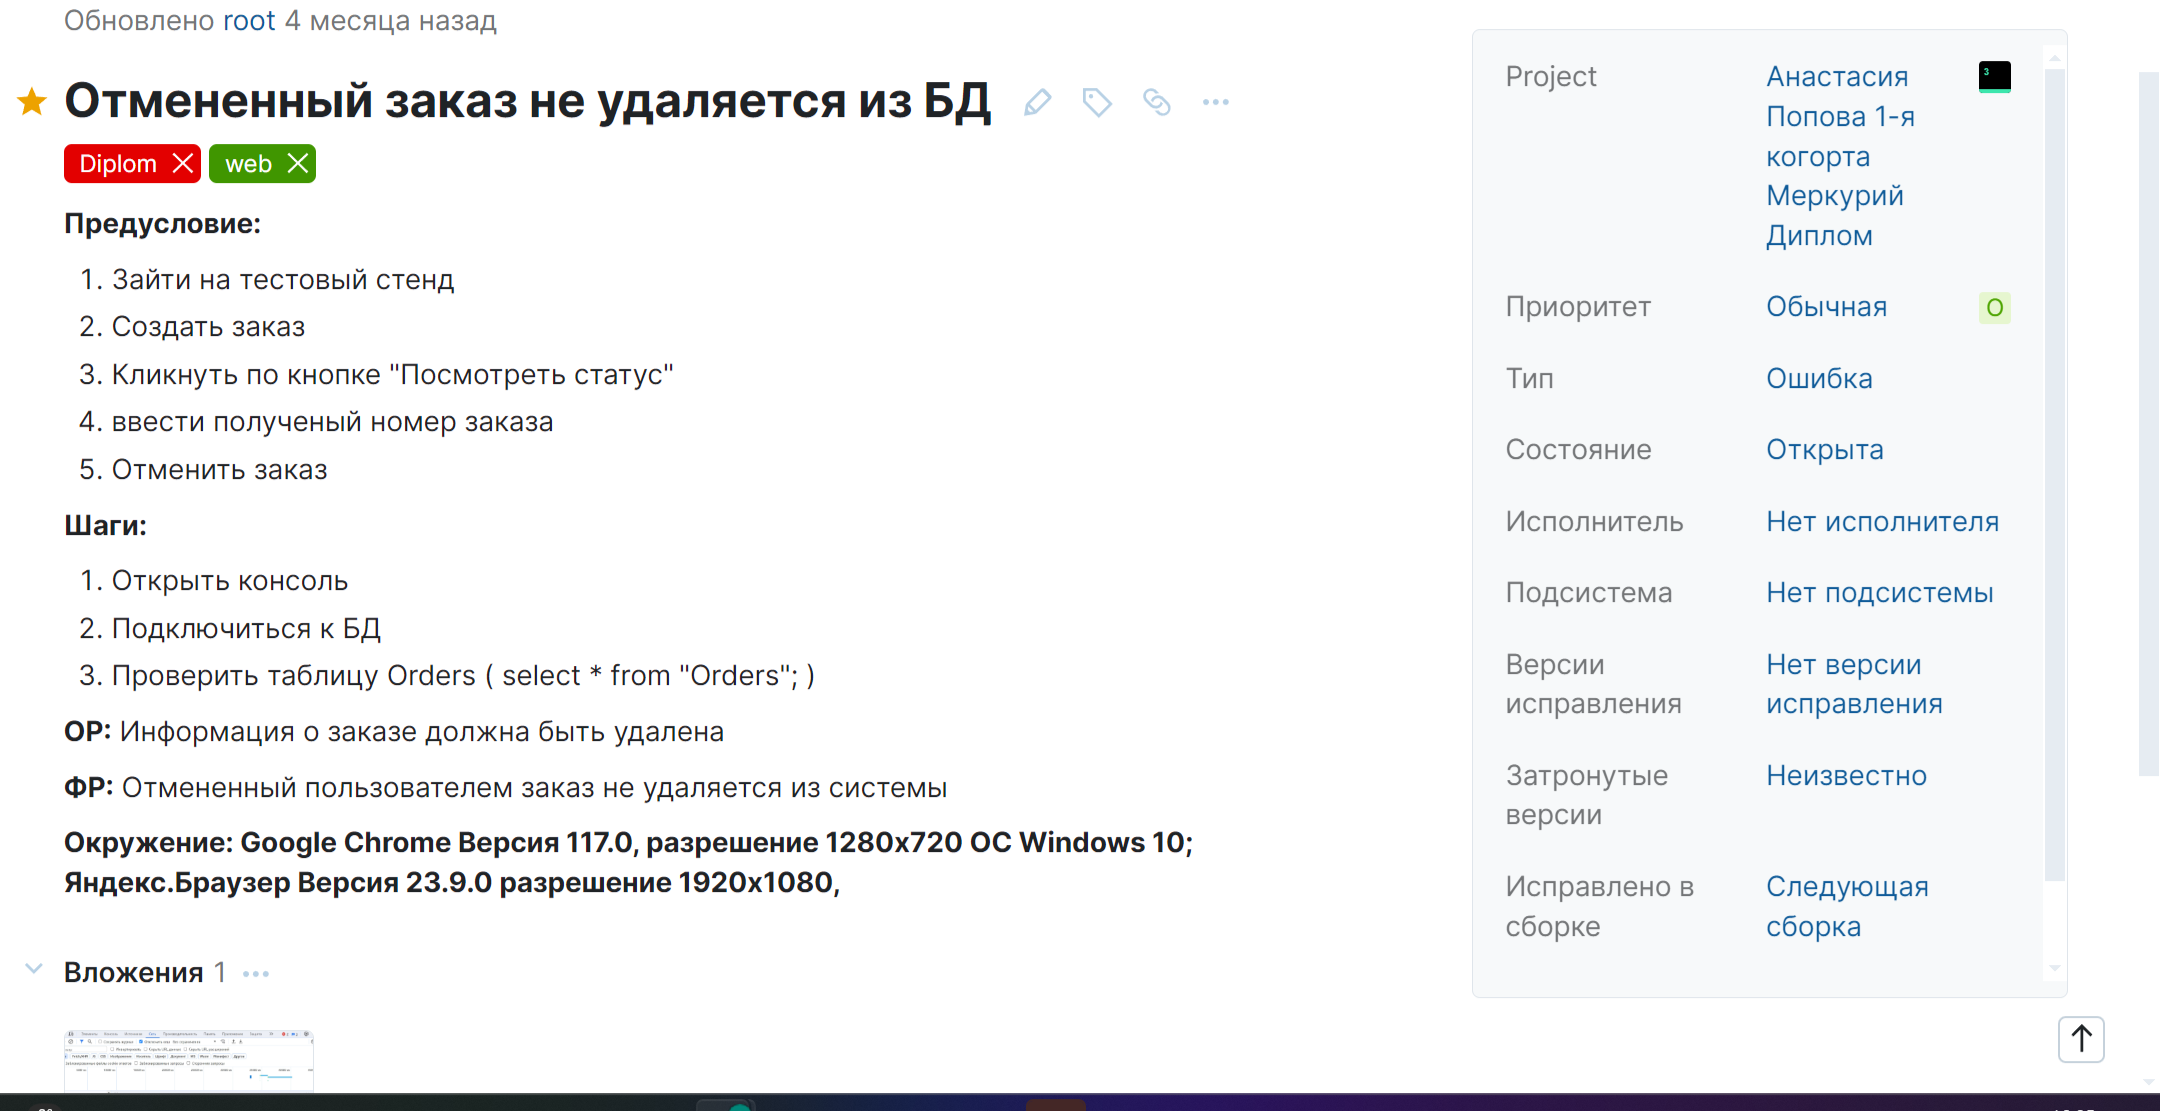 Обновлено root 4 месяца назад
Отмененный заказ не удаляется из БД
Diplom
web
Предусловие:
1. Зайти на тестовый стенд
2. Создать заказ
3. Кликнуть по кнопке "Посмотреть статус"
4. ввести полученый номер заказа
5. Отменить заказ
Шаги:
1. Открыть консоль
2. Подключиться к БД
3. Проверить таблицу Orders ( select * from "Orders"; )
ОР: Информация о заказе должна быть удалена
ФР: Отмененный пользователем заказ не удаляется из системы
Окружение: Google Chrome Версия 117.0, разрешение 1280x720 ОС Windows 10;
Яндекс.Браузер Версия 23.9.0 разрешение 1920x1080,
Вложения 1
Project Анастасия
Попова 1-я
когорта
Меркурий
Диплом
3
Приоритет Обычная О
Тип Ошибка
Состояние Открыта
Исполнитель Нет исполнителя
Подсистема Нет подсистемы
Версии Нет версии
исправления исправления
Затронутые Неизвестно
версии
Исправлено в Следующая
сборке сборка